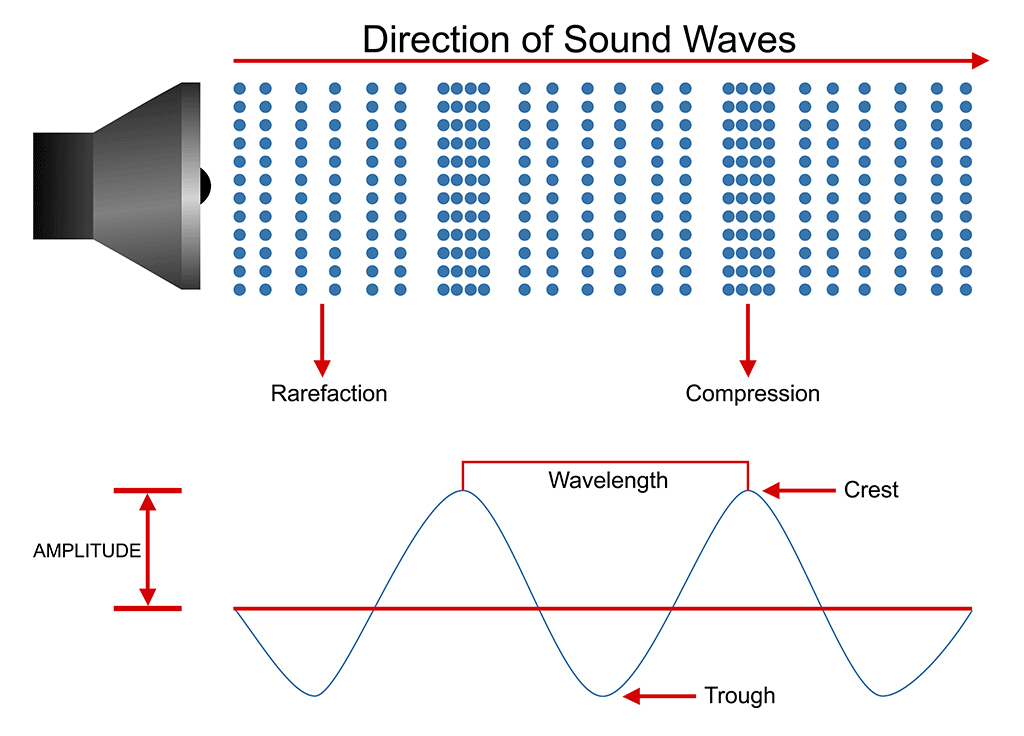 Direction of Sound Waves
Rarefaction
Compression
Wavelength
Crest
AMPLITUDE
Trough